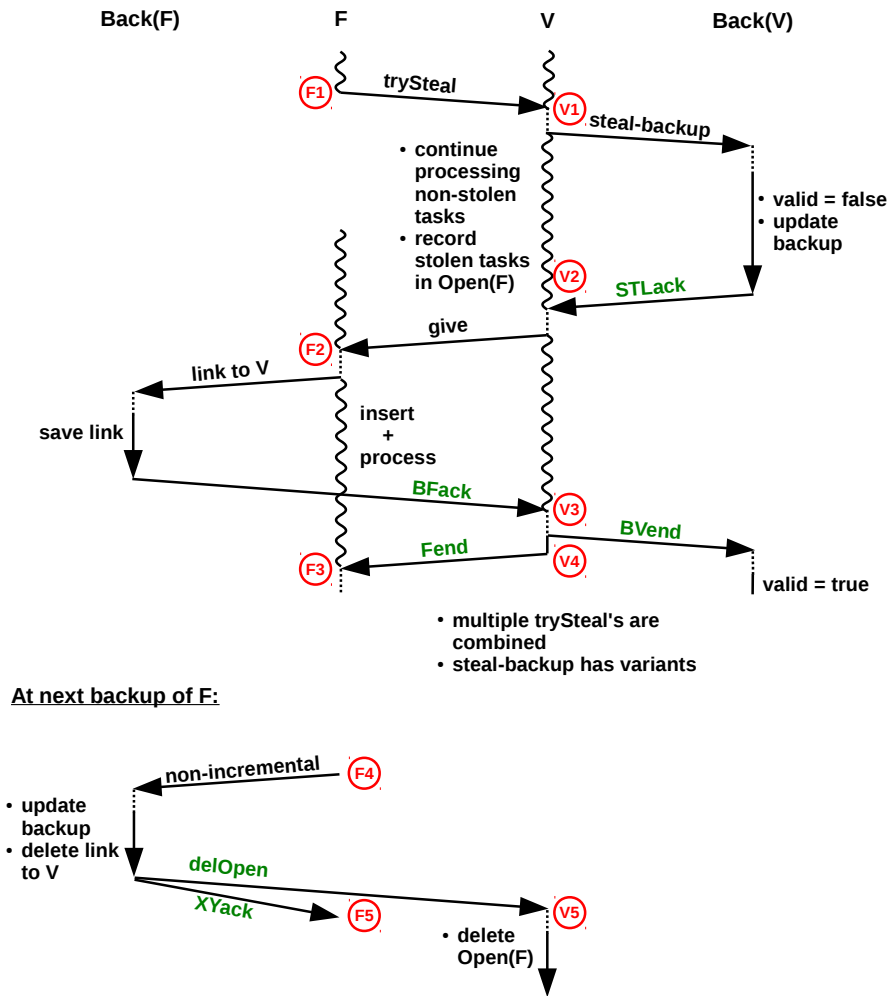 Back(F) F V Back(V)
F1
trySteal
V1
steal-backup
• continue
processing
non-stolen
tasks
• record
stolen tasks
in Open(F)
• valid = false
• update
backup
V2
STLack
give
F2
link to V
save link
insert
+
process
BFack
V3
BVend
Fend
F3
V4
valid = true
• multiple trySteal's are
combined
• steal-backup has variants
At next backup of F:
non-incremental
F4
• update
backup
• delete link
to V
delOpen
XYack
F5
V5
• delete
Open(F)